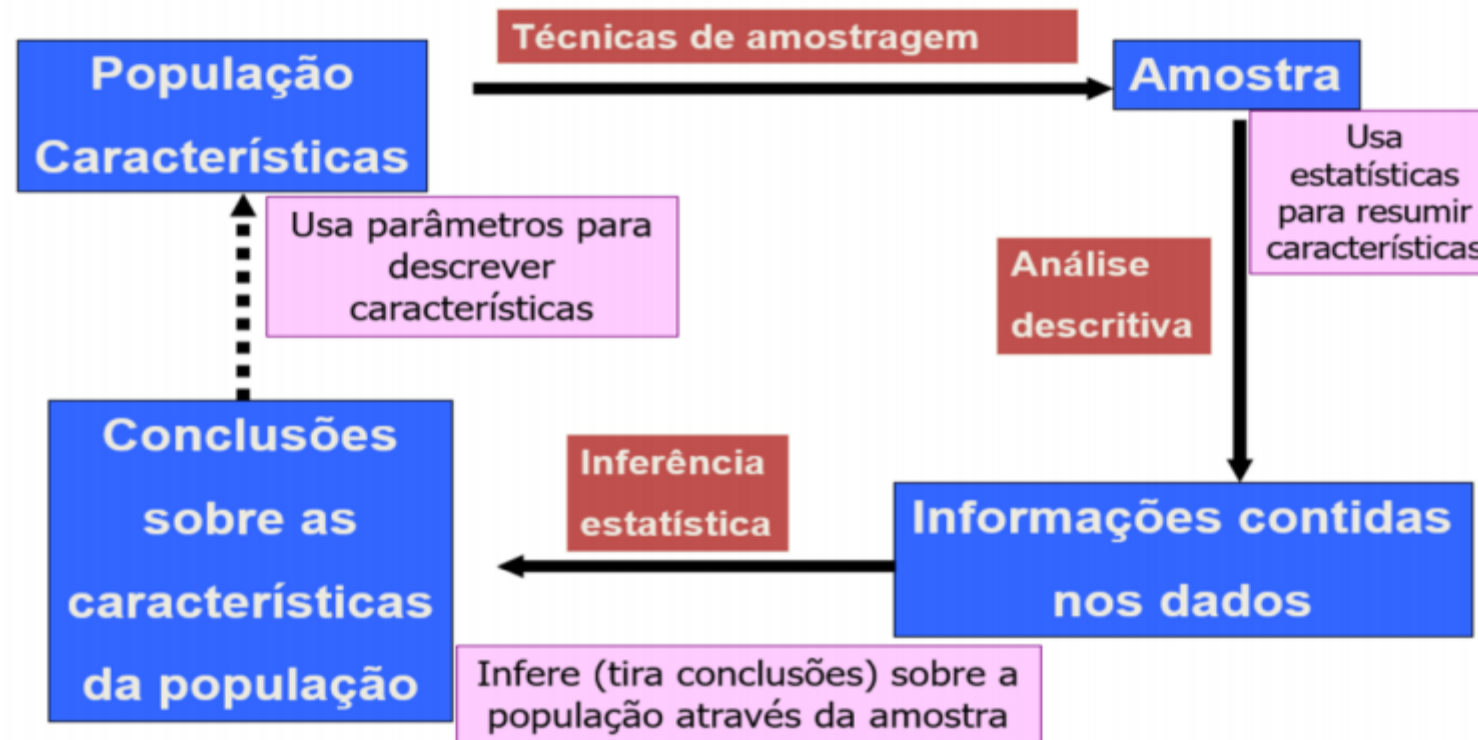 Técnicas de amostragem
População
Características
Amostra
Usa
estatísticas
para resumir
características
Usa parâmetros para
descrever
características
Análise
descritiva
Conclusões
sobre as
características
da população
Inferência
estatística
Informações contidas
nos dados
Infere (tira conclusões) sobre a
população através da amostra